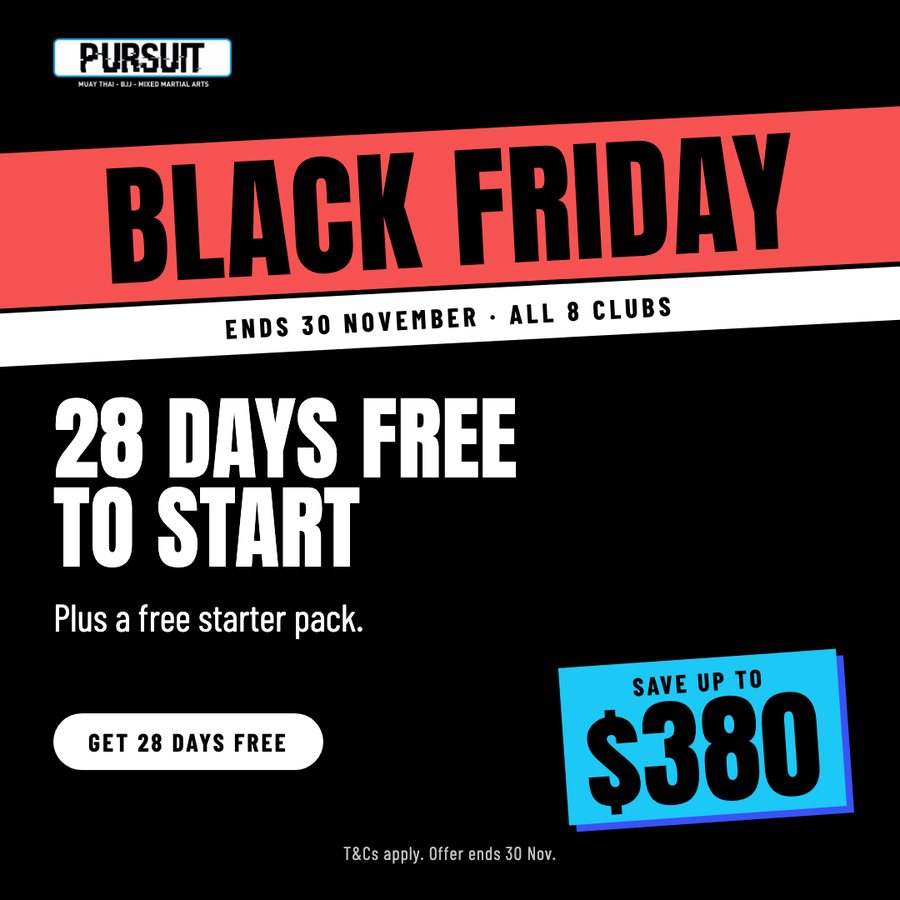 PURSUIT
MUAY THAI - BJJ - MIXED MARTIAL ARTS
BLACK FRIDAY
ENDS 30 NOVEMBER · ALL 8 CLUBS
28 DAYS FREE
TO START
Plus a free starter pack.
SAVE UP TO
$380
GET 28 DAYS FREE
T&Cs apply. Offer ends 30 Nov.